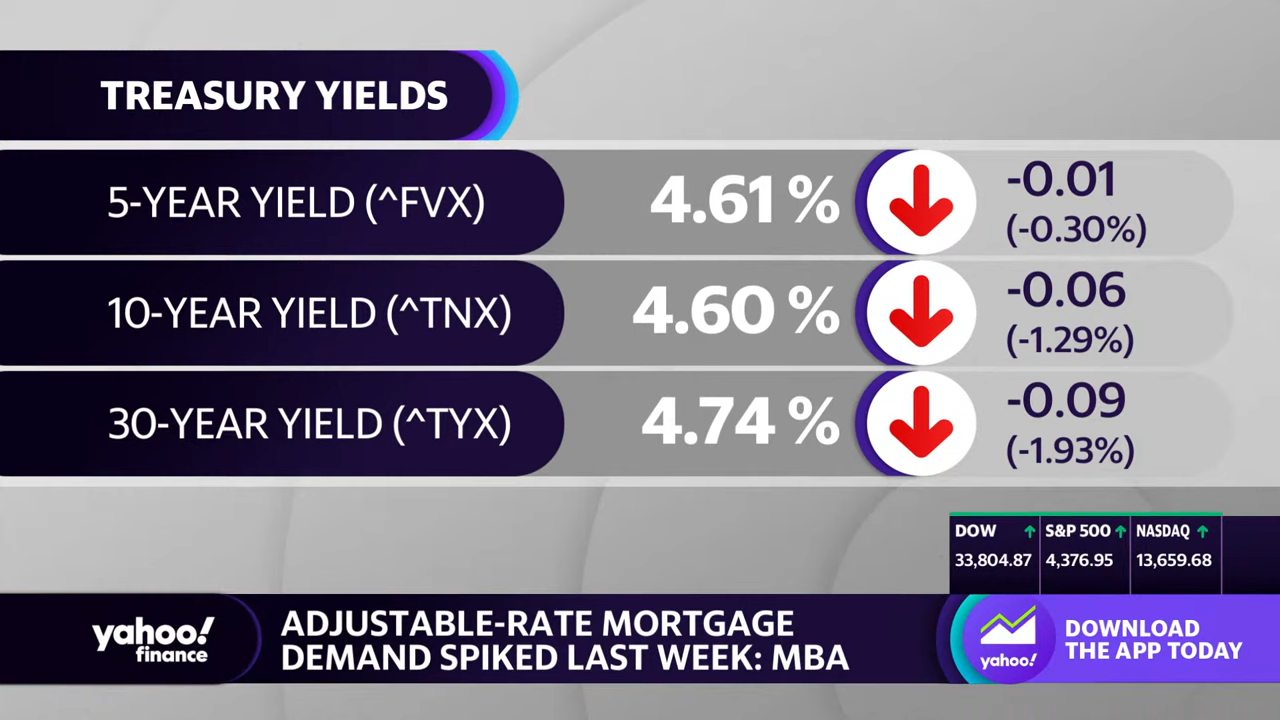 TREASURY YIELDS
5-YEAR YIELD (^FVX) 4.61 % -0.01
(-0.30%)
10-YEAR YIELD (^TNX) 4.60 % -0.06
(-1.29%)
30-YEAR YIELD (^TYX) 4.74 % -0.09
(-1.93%)
DOW S&P 500 NASDAQ
33,804.87 4,376.95 13,659.68
yahoo!
finance
ADJUSTABLE-RATE MORTGAGE
DEMAND SPIKED LAST WEEK: MBA
yahoo!
DOWNLOAD
THE APP TODAY